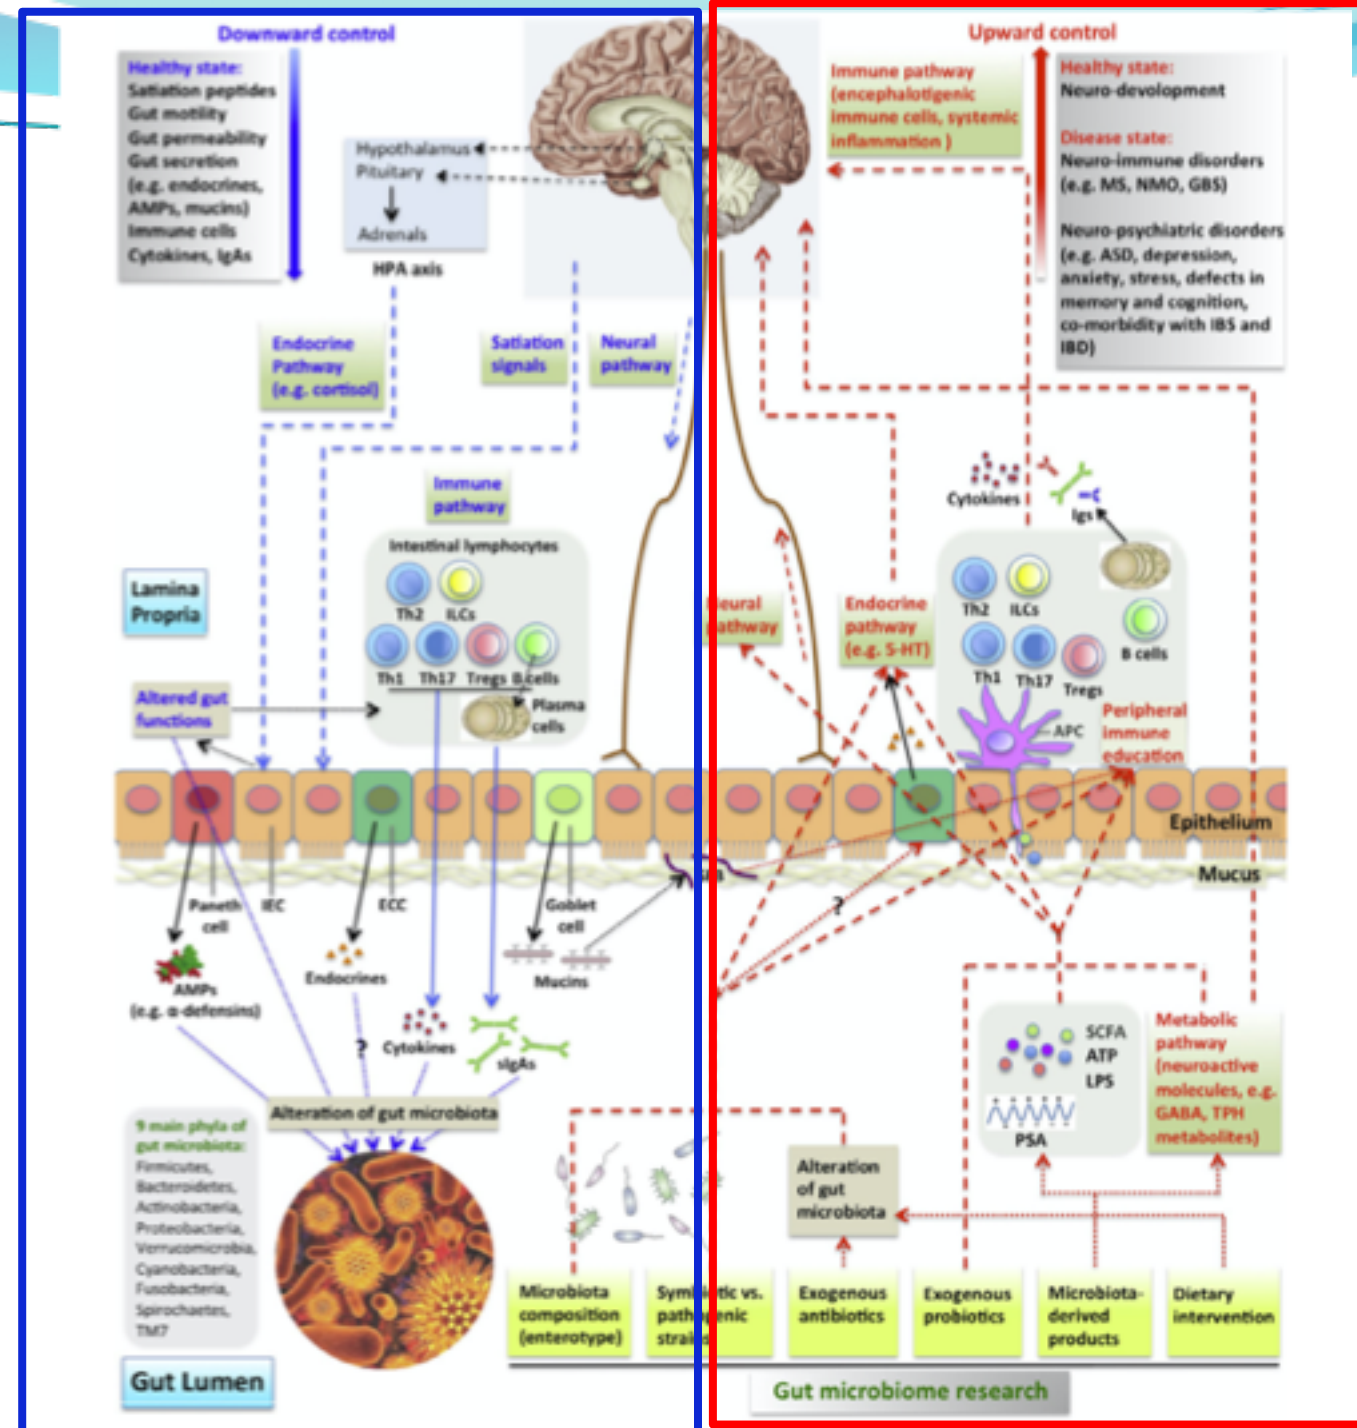 Downward control
Healthy state:
Satiation peptides
Gut motility
Gut permeability
Gut secretion
(e.g. endocrines,
AMPs, mucins)
Immune cells
Cytokines, IgAs
Hypothalamus
Pituitary
Adrenals
HPA axis
Endocrine
Pathway
(e.g. cortisol)
Satiation
signals
Neural
pathway
Immune
pathway
Intestinal lymphocytes
Th2
ILCs
Th1
Th17
Tregs
B cells
Plasma
cells
Lamina
Propria
Altered gut
functions
Paneth
cell
IEC
ECC
Goblet
cell
AMPs
(e.g. α-defensins)
Endocrines
?
Cytokines
sIgAs
Mucins
Alteration of gut microbiota
9 main phyla of
gut microbiota:
Firmicutes,
Bacteroidetes,
Actinobacteria,
Proteobacteria,
Verrucomicrobia,
Cyanobacteria,
Fusobacteria,
Spirochaetes,
TM7
Gut Lumen
Upward control
Immune pathway
(encephalotigenic
immune cells, systemic
inflammation )
Healthy state:
Neuro-devolopment
Disease state:
Neuro-immune disorders
(e.g. MS, NMO, GBS)
Neuro-psychiatric disorders
(e.g. ASD, depression,
anxiety, stress, defects in
memory and cognition,
co-morbidity with IBS and
IBD)
Cytokines
Igs
Th2
ILCs
B cells
Th1
Th17
Tregs
APC
Neural
pathway
Endocrine
pathway
(e.g. 5-HT)
Peripheral
immune
education
Epithelium
Mucus
?
SCFA
ATP
LPS
PSA
Metabolic
pathway
(neuroactive
molecules, e.g.
GABA, TPH
metabolites)
Alteration
of gut
microbiota
Microbiota
composition
(enterotype)
Symbiotic vs.
pathogenic
strains
Exogenous
antibiotics
Exogenous
probiotics
Microbiota-
derived
products
Dietary
intervention
Gut microbiome research